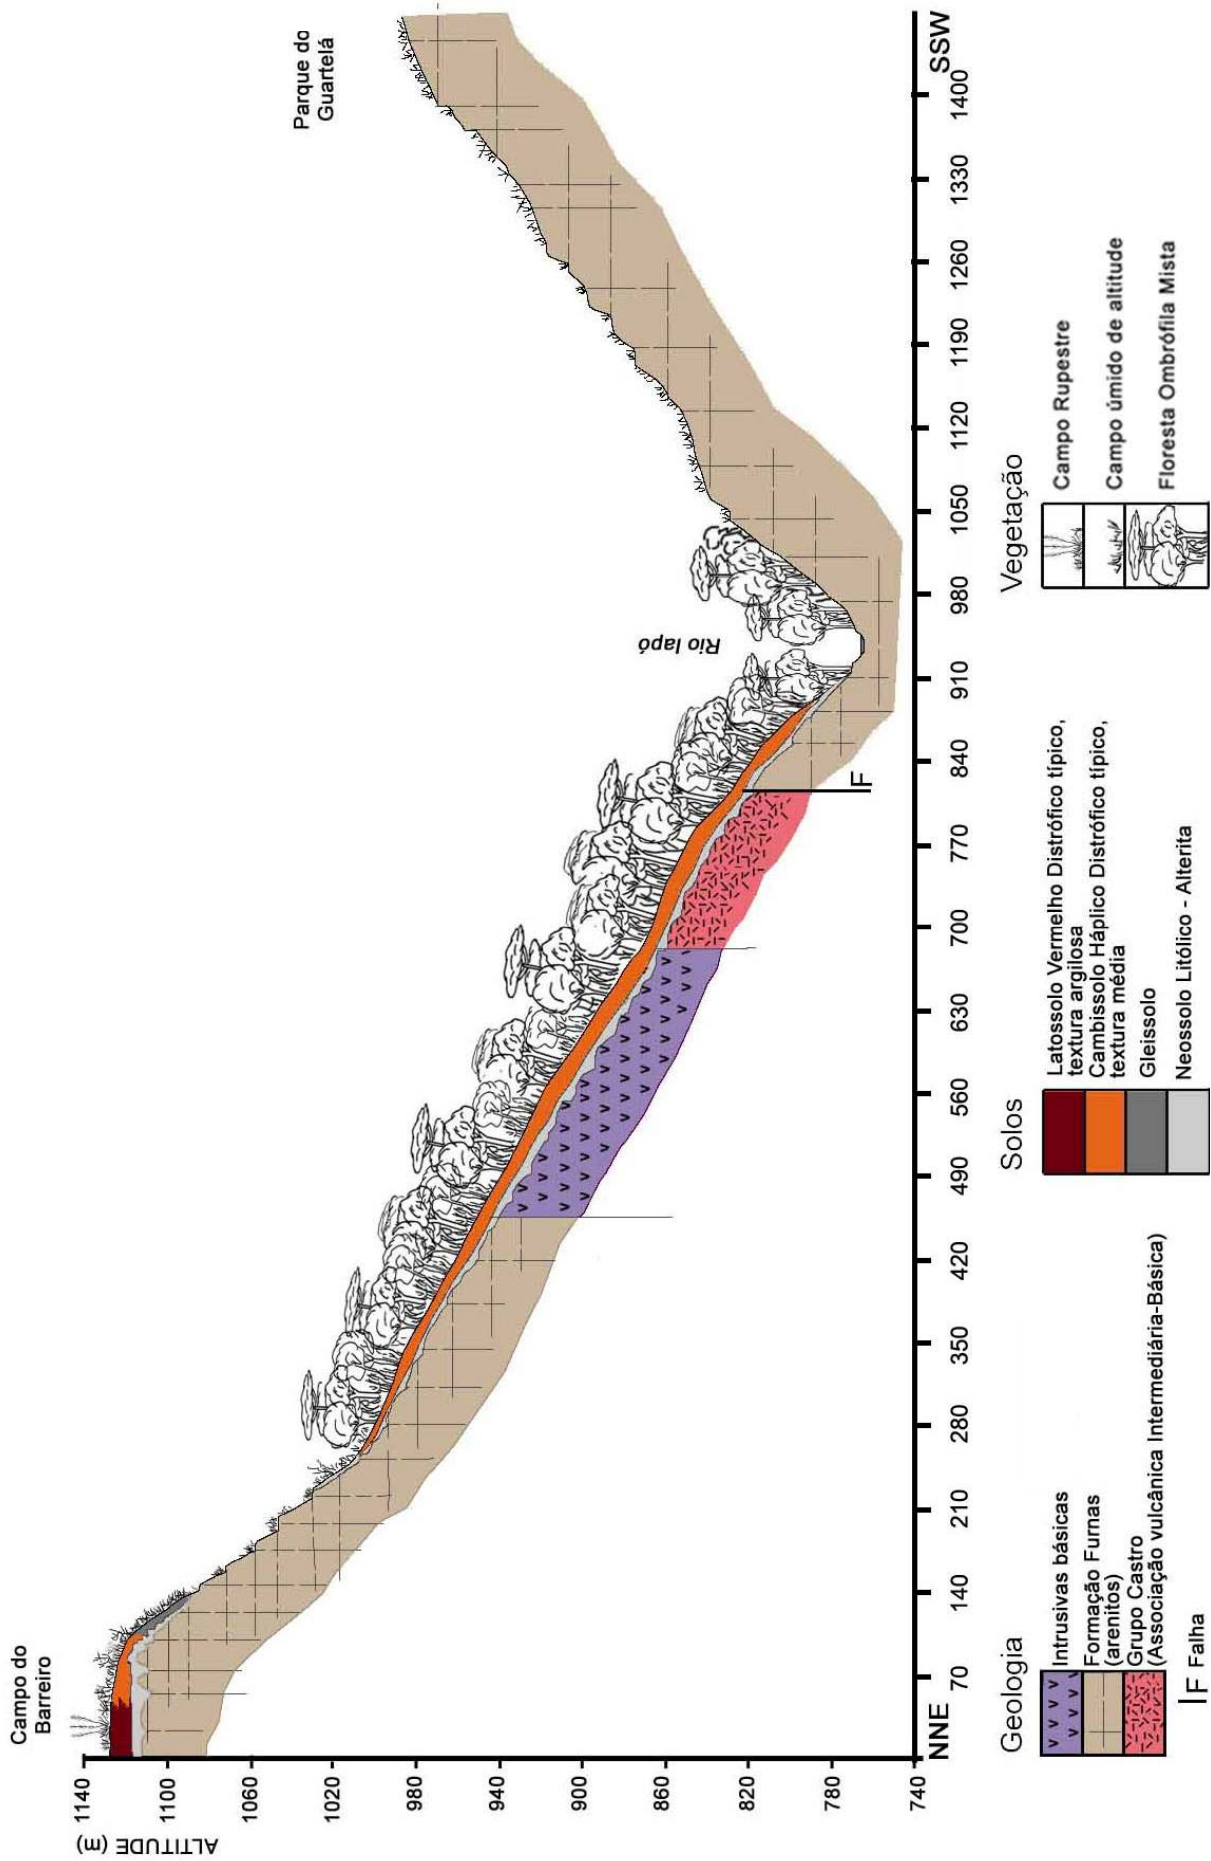 Campo do
Barreiro
Parque do
Guartelá
Rio Iapó
ALTITUDE (m)
1140
1100
1060
1020
980
940
900
860
820
780
740
F
NNE
70
140
210
280
350
420
490
560
630
700
770
840
910
980
1050
1120
1190
1260
1330
1400
SSW
Geologia
Intrusivas básicas
Formação Furnas
(arenitos)
Grupo Castro
(Associação vulcânica Intermediária-Básica)
F Falha
Solos
Latossolo Vermelho Distrófico típico,
textura argilosa
Cambissolo Háplico Distrófico típico,
textura média
Gleissolo
Neossolo Litólico - Alterita
Vegetação
Campo Rupestre
Campo úmido de altitude
Floresta Ombrófila Mista